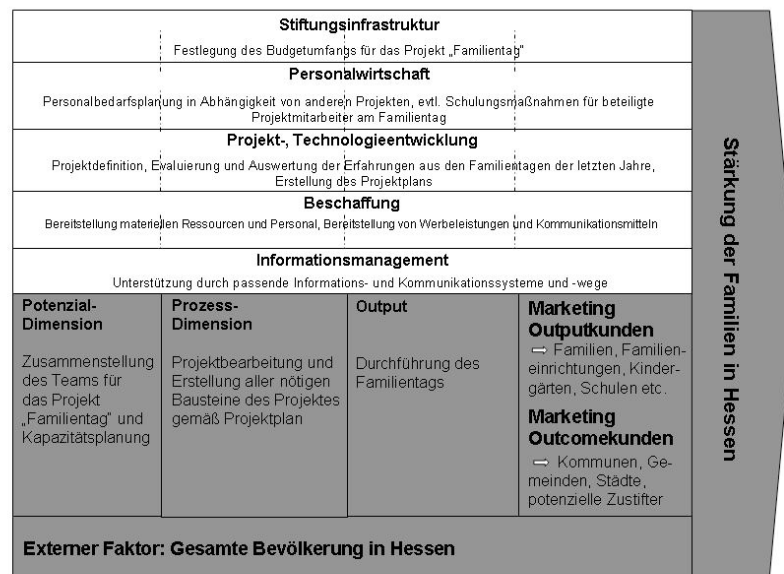 Stiftungsinfrastruktur
Festlegung des Budgetumfangs für das Projekt „Familientag“
Personalwirtschaft
Personalbedarfsplanung in Abhängigkeit von anderen Projekten, evtl. Schulungsmaßnahmen für beteiligte
Projektmitarbeiter am Familientag
Projekt-, Technologieentwicklung
Projektdefinition, Evaluierung und Auswertung der Erfahrungen aus den Familientagen der letzten Jahre,
Erstellung des Projektplans
Beschaffung
Bereitstellung materiellen Ressourcen und Personal, Bereitstellung von Werbeleistungen und Kommunikationsmitteln
Informationsmanagement
Unterstützung durch passende Informations- und Kommunikationssysteme und -wege
Potenzial-
Dimension
Zusammenstellung
des Teams für
das Projekt
„Familientag“ und
Kapazitätsplanung
Prozess-
Dimension
Projektbearbeitung und
Erstellung aller nötigen
Bausteine des Projektes
gemäß Projektplan
Output
Durchführung des
Familientags
Marketing
Outputkunden
⇨ Familien, Familien-
einrichtungen, Kinder-
gärten, Schulen etc.
Marketing
Outcomekunden
⇨ Kommunen, Ge-
meinden, Städte,
potenzielle Zustifter
Externer Faktor: Gesamte Bevölkerung in Hessen
Stärkung der Familien in Hessen